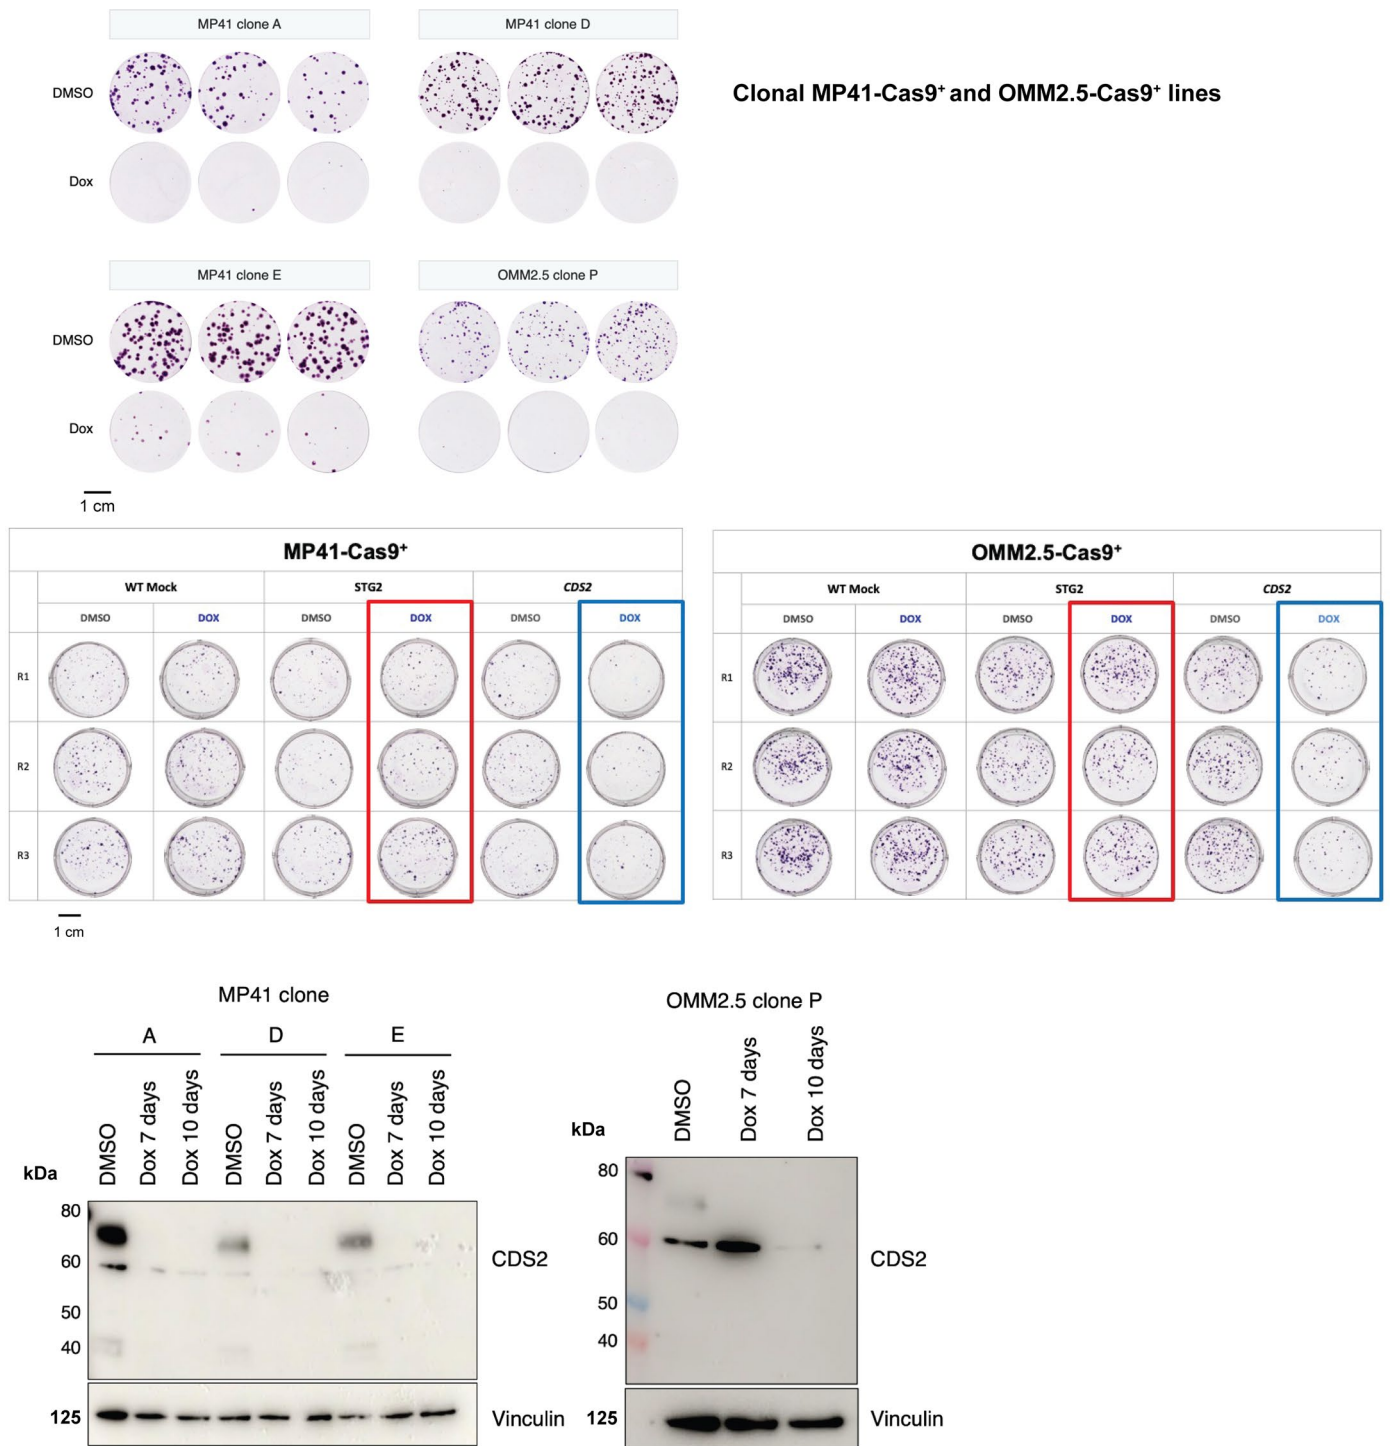 MP41 clone A
MP41 clone D
DMSO
Clonal MP41-Cas9⁺ and OMM2.5-Cas9⁺ lines
Dox
MP41 clone E
OMM2.5 clone P
DMSO
Dox
1 cm
MP41-Cas9⁺
WT Mock STG2 CDS2
DMSO DOX DMSO DOX DMSO DOX
R1
R2
R3
1 cm
OMM2.5-Cas9⁺
WT Mock STG2 CDS2
DMSO DOX DMSO DOX DMSO DOX
R1
R2
R3
MP41 clone
A D E
DMSO
Dox 7 days
Dox 10 days
DMSO
Dox 7 days
Dox 10 days
DMSO
Dox 7 days
Dox 10 days
kDa
80
60
50
40
CDS2
125
Vinculin
OMM2.5 clone P
DMSO
Dox 7 days
Dox 10 days
kDa
80
60
50
40
CDS2
125
Vinculin